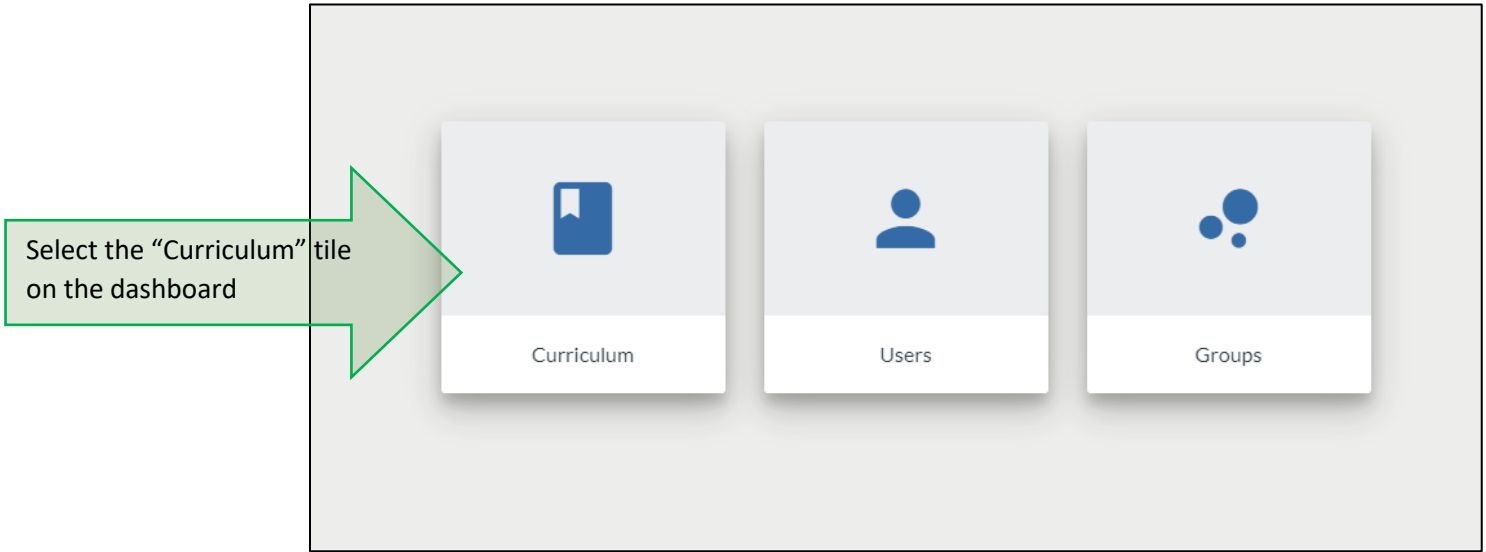 Select the “Curriculum” tile
on the dashboard
Curriculum
Users
Groups